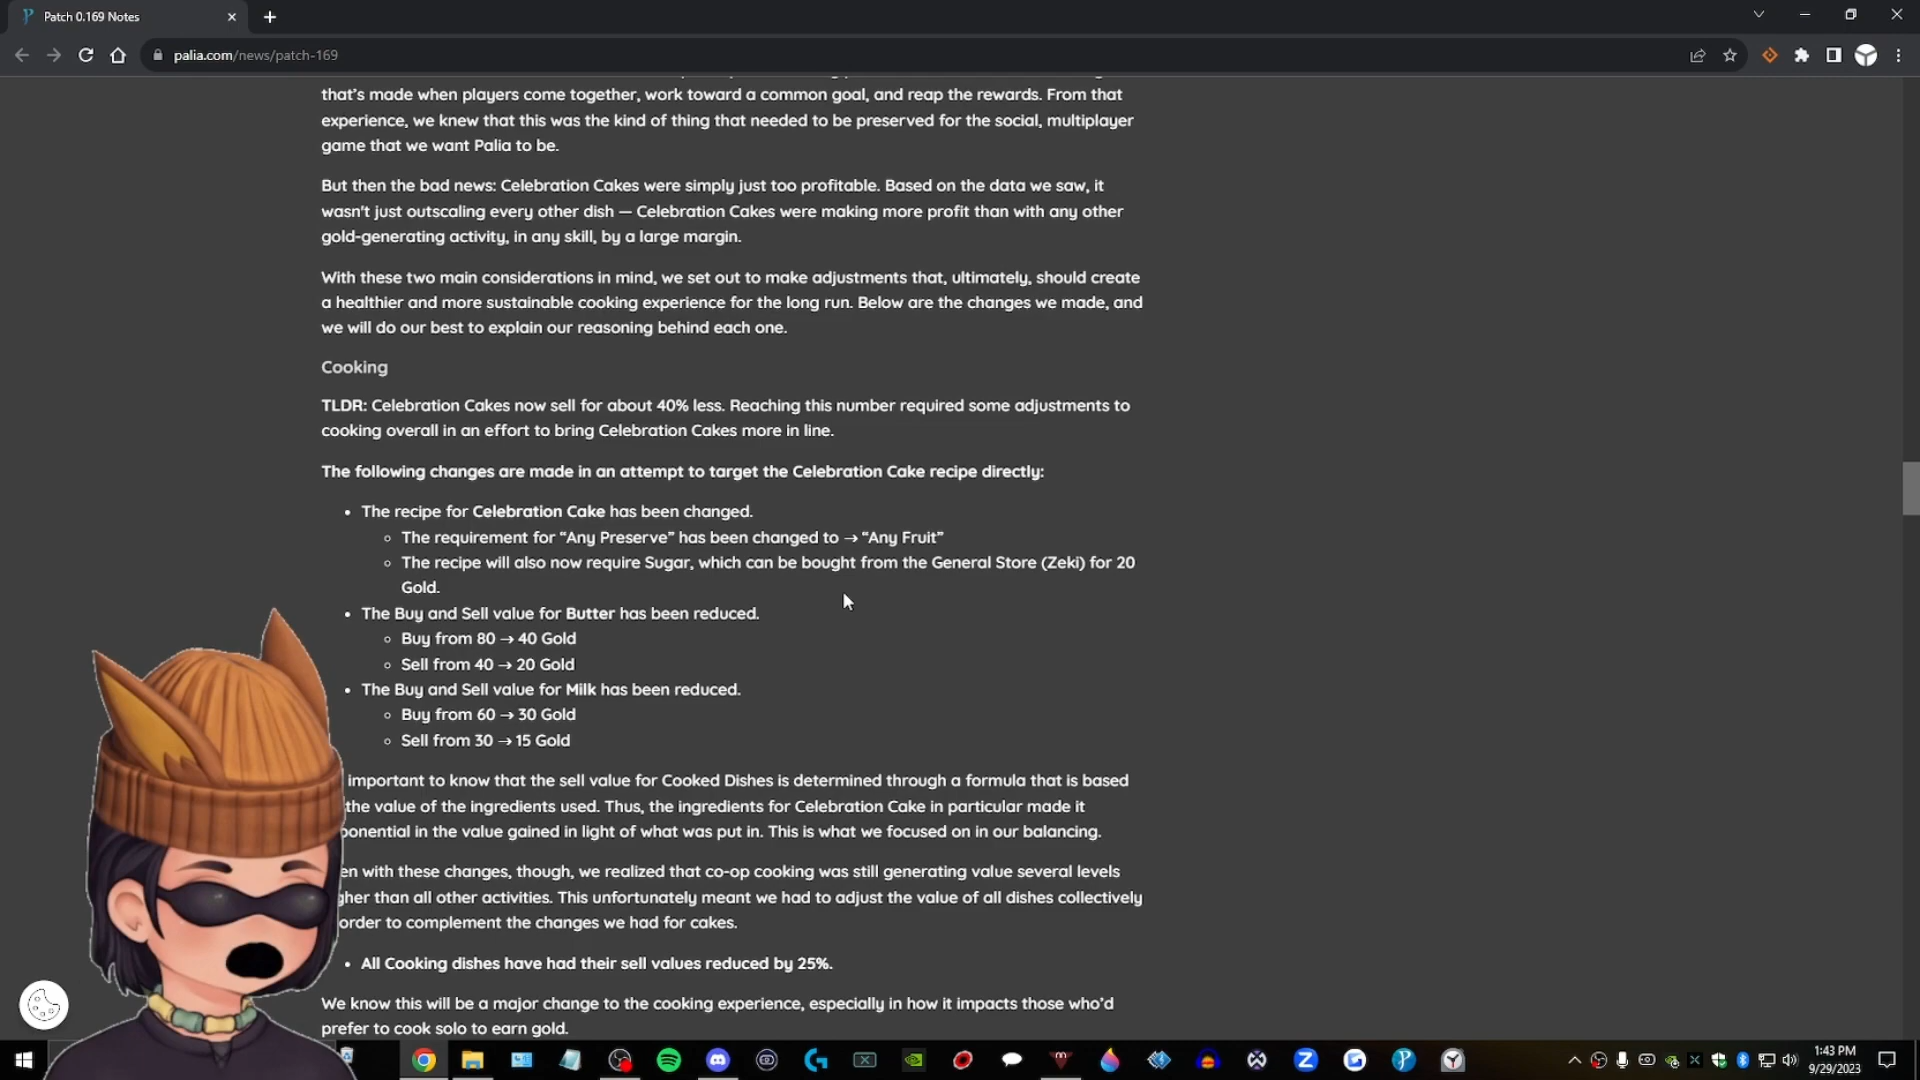 Patch 0.169 Notes
palia.com/news/patch-169
that's made when players come together, work toward a common goal, and reap the rewards. From that
experience, we knew that this was the kind of thing that needed to be preserved for the social, multiplayer
game that we want Palia to be.
But then the bad news: Celebration Cakes were simply just too profitable. Based on the data we saw, it
wasn't just outscaling every other dish — Celebration Cakes were making more profit than with any other
gold-generating activity, in any skill, by a large margin.
With these two main considerations in mind, we set out to make adjustments that, ultimately, should create
a healthier and more sustainable cooking experience for the long run. Below are the changes we made, and
we will do our best to explain our reasoning behind each one.
Cooking
TLDR: Celebration Cakes now sell for about 40% less. Reaching this number required some adjustments to
cooking overall in an effort to bring Celebration Cakes more in line.
The following changes are made in an attempt to target the Celebration Cake recipe directly:
• The recipe for Celebration Cake has been changed.
◦ The requirement for “Any Preserve” has been changed to → “Any Fruit”
◦ The recipe will also now require Sugar, which can be bought from the General Store (Zeki) for 20
Gold.
• The Buy and Sell value for Butter has been reduced.
◦ Buy from 80 → 40 Gold
◦ Sell from 40 → 20 Gold
• The Buy and Sell value for Milk has been reduced.
◦ Buy from 60 → 30 Gold
◦ Sell from 30 → 15 Gold
important to know that the sell value for Cooked Dishes is determined through a formula that is based
the value of the ingredients used. Thus, the ingredients for Celebration Cake in particular made it
ponential in the value gained in light of what was put in. This is what we focused on in our balancing.
en with these changes, though, we realized that co-op cooking was still generating value several levels
gher than all other activities. This unfortunately meant we had to adjust the value of all dishes collectively
order to complement the changes we had for cakes.
• All Cooking dishes have had their sell values reduced by 25%.
We know this will be a major change to the cooking experience, especially in how it impacts those who'd
prefer to cook solo to earn gold.
1:43 PM
9/29/2023